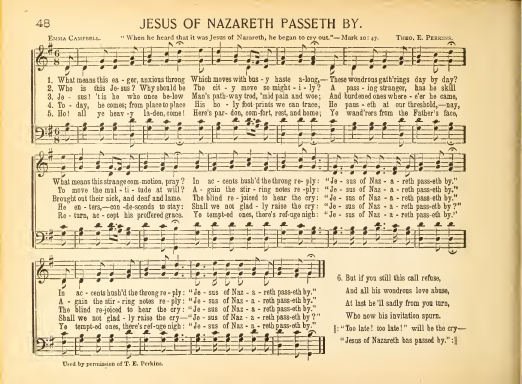 48
JESUS OF NAZARETH PASSETH BY.
EMMA CAMPBELL. "When he heard that it was Jesus of Nazareth, he began to cry out."—Mark 10: 47. THEO. E. PERKINS.
1. What means this ea - ger, anxious throng Which moves with bus - y haste a-long,— These wondrous gath'rings day by day?
2. Who is this Je-sus? Why should he The cit - y move so might - i - ly? A pass - ing stranger, has he skill
3. Je - sus! 'tis he who once be-low Man's path-way trod, 'mid pain and woe; And burdened ones where - e'er he came,
4. To - day, he comes; from place to place His ho - ly foot prints we can trace, He paus - eth at our threshold,—nay,
5. Ho! all ye heav - y la-den, come! Here's par - don, com-fort, rest, and home; Ye wand'rers from the Father's face,
What means this strange com-motion, pray? In ac - cents hush'd the throng re - ply: "Je - sus of Naz - a - reth pass-eth by."
To move the mul - ti - tude at will? A - gain the stir - ring notes re-ply: "Je - sus of Naz - a - reth pass-eth by."
Brought out their sick, and deaf and lame. The blind re - joiced to hear the cry: "Je - sus of Naz - a - reth pass-eth by."
He en - ters,—con -de-scends to stay; Shall we not glad - ly raise the cry: "Je - sus of Naz - a - reth pass-eth by?"
Re - turn, ac - cept his proffered grace. Ye tempt-ed ones, there's ref-uge nigh: "Je - sus of Naz - a - reth pass-eth by."
In ac - cents hush'd the throng re - ply: "Je - sus of Naz - a - reth pass-eth by."
A - gain the stir - ring notes re - ply: "Je - sus of Naz - a - reth pass-eth by."
The blind re-joiced to hear the cry: "Je - sus of Naz - a - reth pass-eth by."
Shall we not glad - ly raise the cry— "Je - sus of Naz - a - reth pass-eth by?"
Ye tempt-ed ones, there's ref-uge nigh: "Je - sus of Naz - a - reth pass-eth by."
6. But if you still this call refuse,
And all his wondrous love abuse,
At last he'll sadly from you turn,
Who now his invitation spurn.
‖: "Too late! too late!" will be the cry—
"Jesus of Nazareth has passed by." :‖
Used by permission of T. E. Perkins.